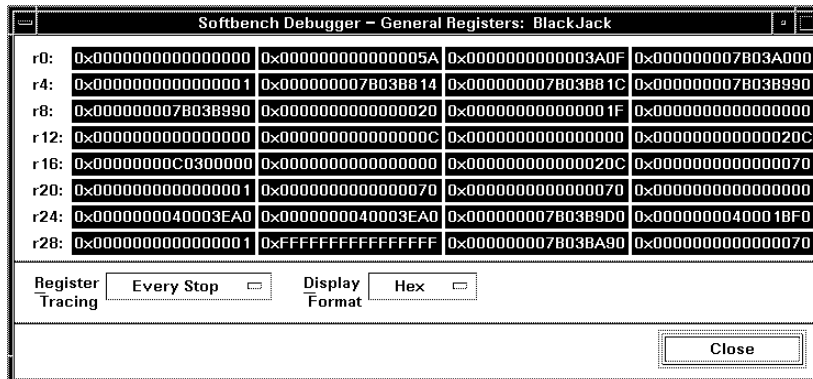 Softbench Debugger – General Registers: BlackJack
r0: 0x0000000000000000 0x000000000000005A 0x0000000000003A0F 0x000000007B03A000
r4: 0x0000000000000001 0x000000007B03B814 0x000000007B03B81C 0x000000007B03B990
r8: 0x000000007B03B990 0x0000000000000020 0x000000000000001F 0x0000000000000000
r12: 0x0000000000000000 0x000000000000000C 0x0000000000000000 0x000000000000020C
r16: 0x00000000C0300000 0x0000000000000000 0x000000000000020C 0x0000000000000070
r20: 0x0000000000000001 0x0000000000000070 0x0000000000000070 0x0000000000000000
r24: 0x0000000040003EA0 0x0000000040003EA0 0x000000007B03B9D0 0x0000000040001BF0
r28: 0x0000000000000001 0xFFFFFFFFFFFFFFFF 0x000000007B03BA90 0x0000000000000070
Register Tracing Every Stop Display Format Hex
Close